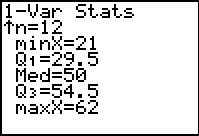 1-Var Stats
↑n=12
minX=21
Q₁=29.5
Med=50
Q₃=54.5
maxX=62